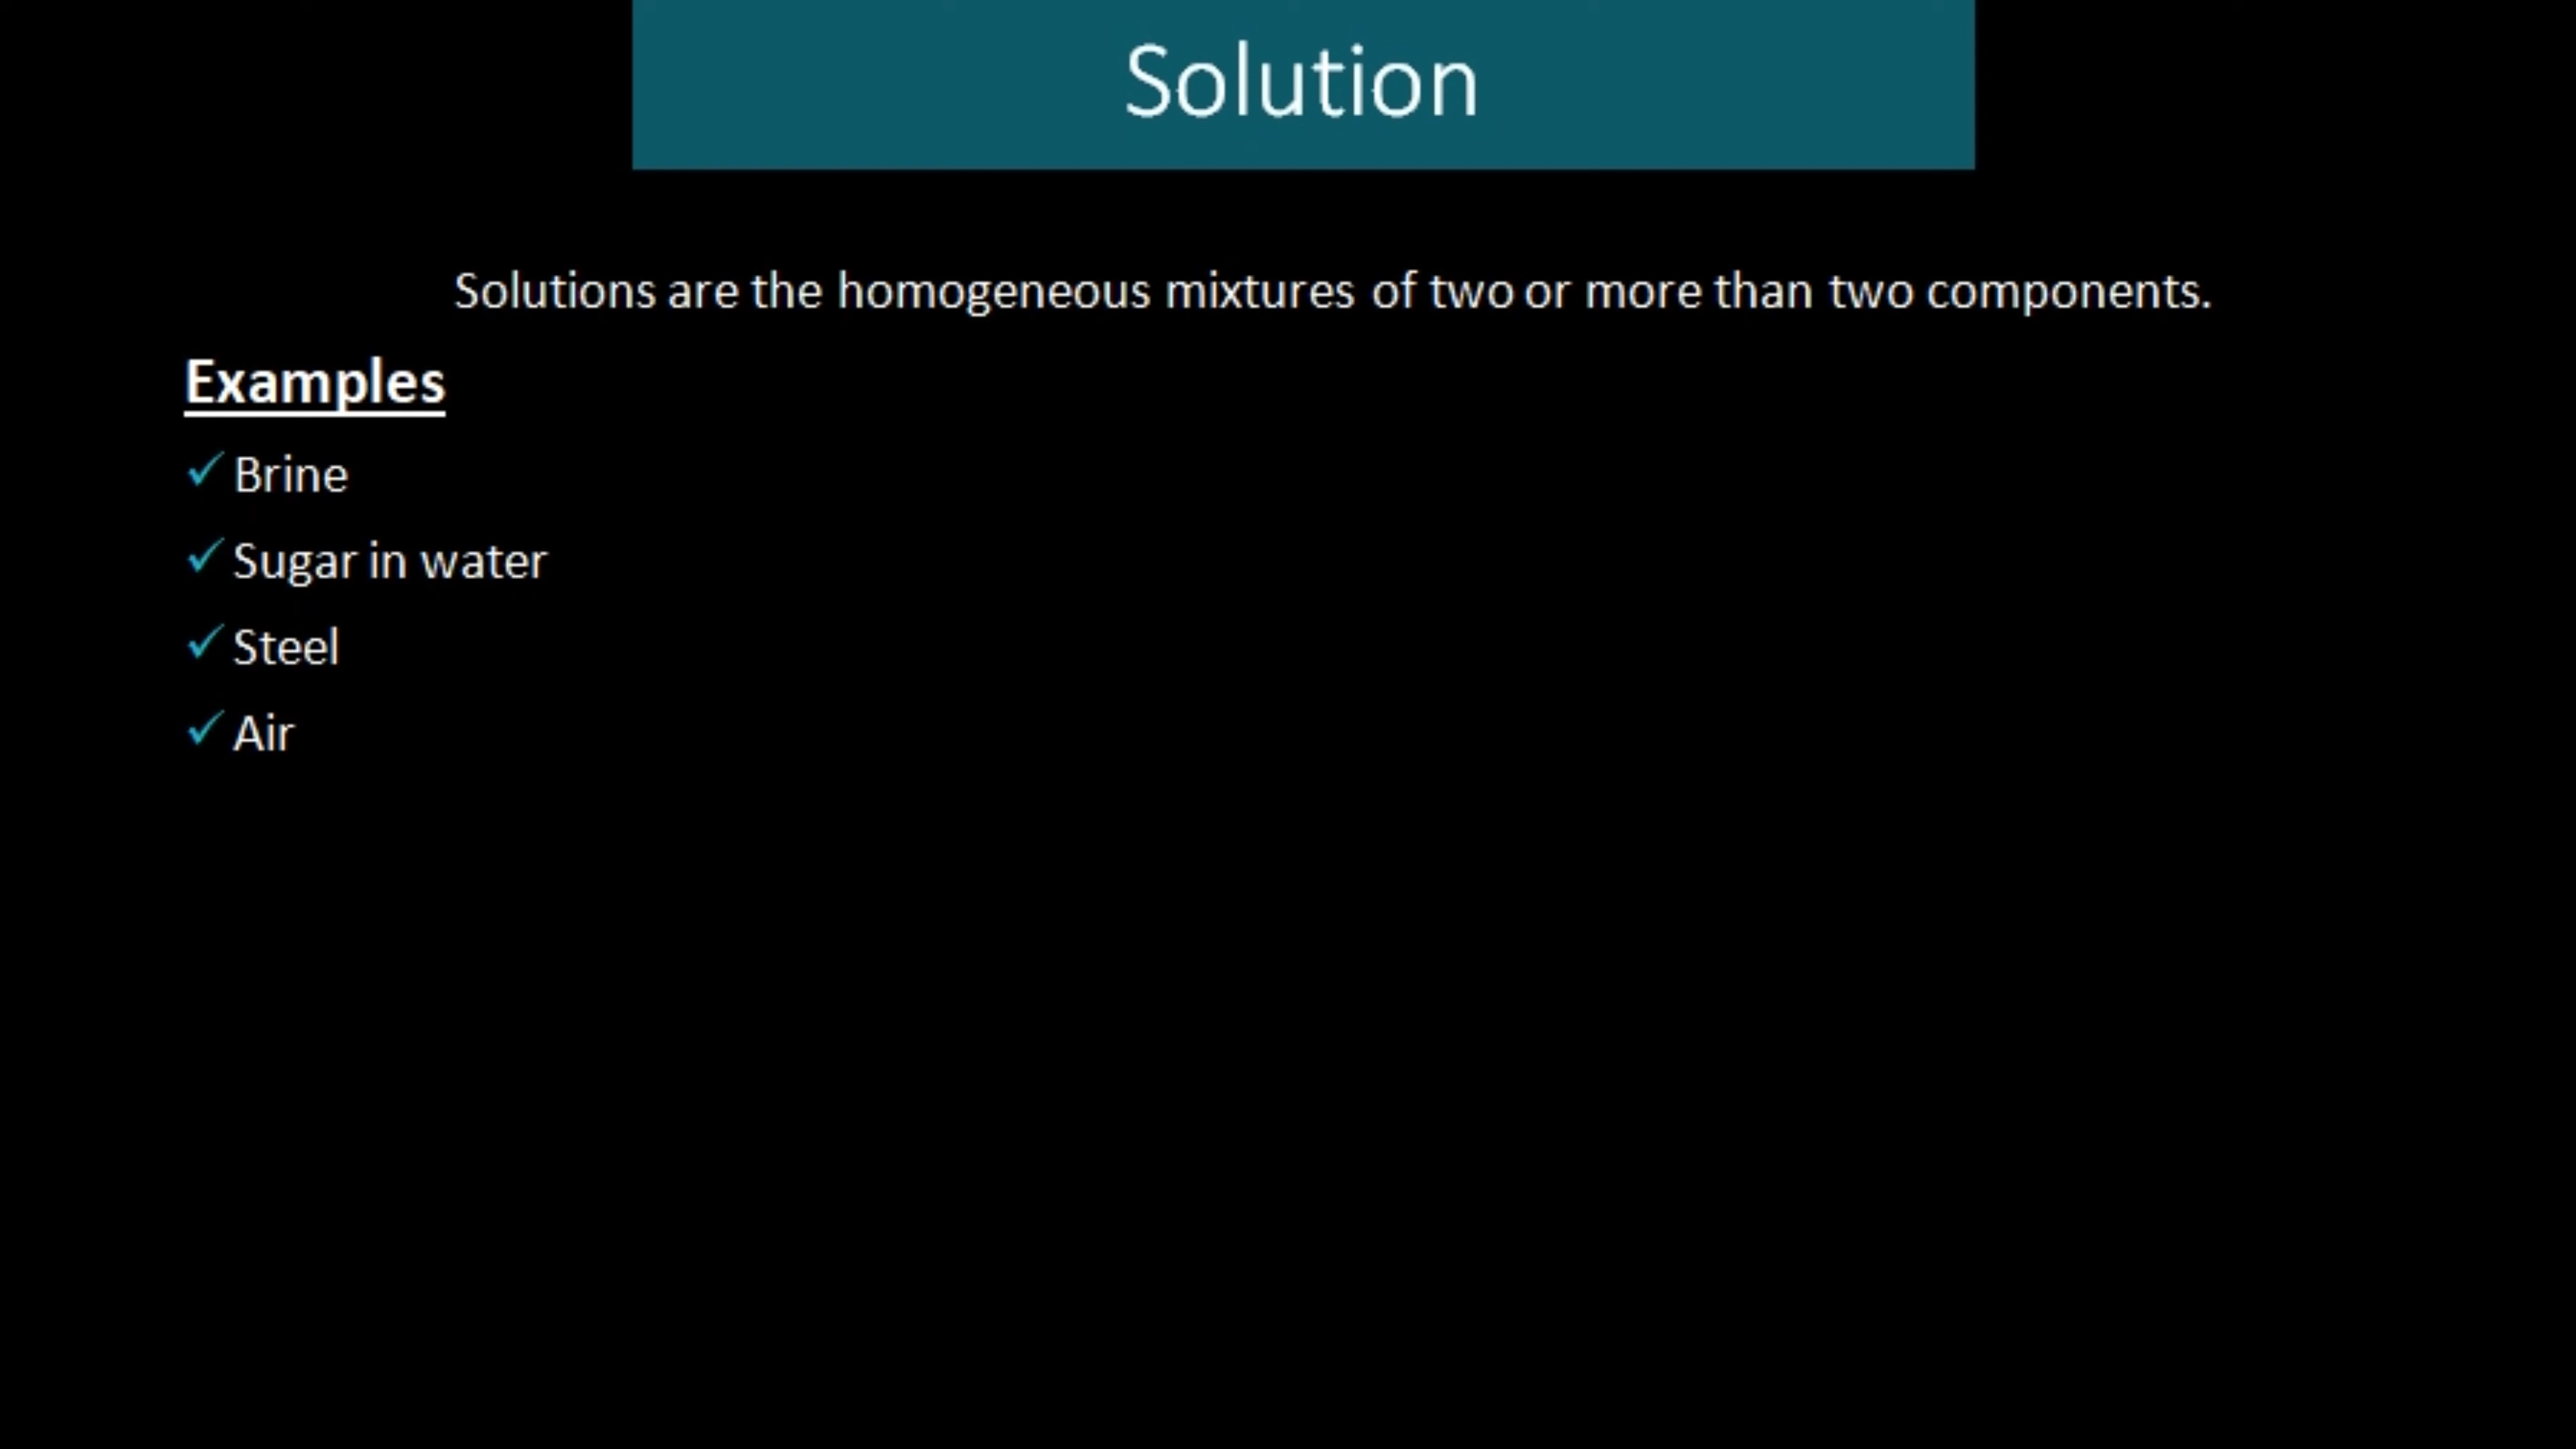 Solution
Solutions are the homogeneous mixtures of two or more than two components.
Examples
✓ Brine
✓ Sugar in water
✓ Steel
✓ Air